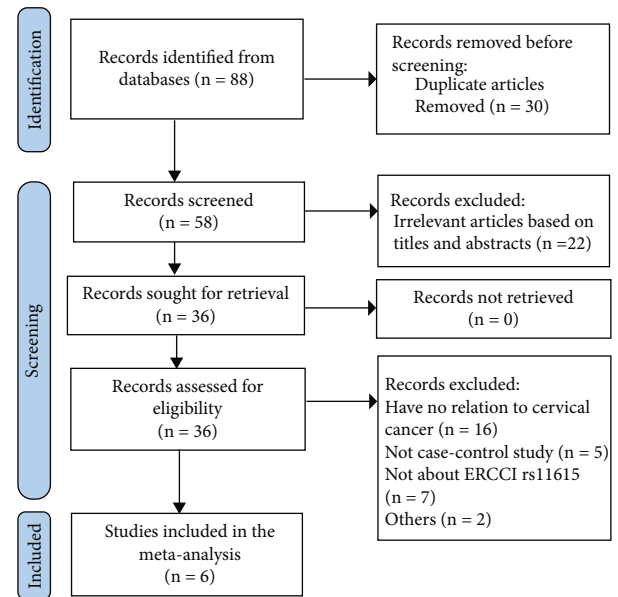 Identification
Records identified from
databases (n = 88)
Records removed before
screening:
Duplicate articles
Removed (n = 30)
Screening
Records screened
(n = 58)
Records excluded:
Irrelevant articles based on
titles and abstracts (n =22)
Records sought for retrieval
(n = 36)
Records not retrieved
(n = 0)
Records assessed for
eligibility
(n = 36)
Records excluded:
Have no relation to cervical
cancer (n = 16)
Not case-control study (n = 5)
Not about ERCCI rs11615
(n = 7)
Others (n = 2)
Included
Studies included in the
meta-analysis
(n = 6)